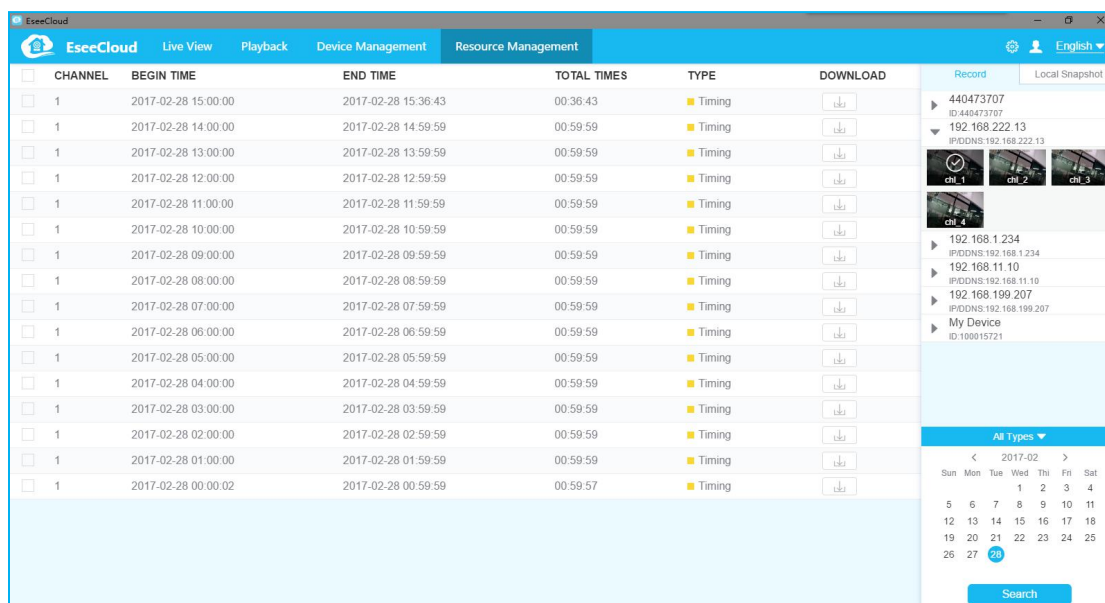 EseeCloud
EseeCloud Live View Playback Device Management Resource Management English
CHANNEL BEGIN TIME END TIME TOTAL TIMES TYPE DOWNLOAD
1 2017-02-28 15:00:00 2017-02-28 15:36:43 00:36:43 Timing
1 2017-02-28 14:00:00 2017-02-28 14:59:59 00:59:59 Timing
1 2017-02-28 13:00:00 2017-02-28 13:59:59 00:59:59 Timing
1 2017-02-28 12:00:00 2017-02-28 12:59:59 00:59:59 Timing
1 2017-02-28 11:00:00 2017-02-28 11:59:59 00:59:59 Timing
1 2017-02-28 10:00:00 2017-02-28 10:59:59 00:59:59 Timing
1 2017-02-28 09:00:00 2017-02-28 09:59:59 00:59:59 Timing
1 2017-02-28 08:00:00 2017-02-28 08:59:59 00:59:59 Timing
1 2017-02-28 07:00:00 2017-02-28 07:59:59 00:59:59 Timing
1 2017-02-28 06:00:00 2017-02-28 06:59:59 00:59:59 Timing
1 2017-02-28 05:00:00 2017-02-28 05:59:59 00:59:59 Timing
1 2017-02-28 04:00:00 2017-02-28 04:59:59 00:59:59 Timing
1 2017-02-28 03:00:00 2017-02-28 03:59:59 00:59:59 Timing
1 2017-02-28 02:00:00 2017-02-28 02:59:59 00:59:59 Timing
1 2017-02-28 01:00:00 2017-02-28 01:59:59 00:59:59 Timing
1 2017-02-28 00:00:02 2017-02-28 00:59:59 00:59:57 Timing
Record Local Snapshot
440473707
ID:440473707
192.168.222.13
IP/DDNS:192.168.222.13
chl_1 chl_2 chl_3
chl_4
192.168.1.234
IP/DDNS:192.168.1.234
192.168.11.10
IP/DDNS:192.168.11.10
192.168.199.207
IP/DDNS:192.168.199.207
My Device
ID:100015721
All Types
2017-02
Sun Mon Tue Wed Thi Fri Sat
1 2 3 4
5 6 7 8 9 10 11
12 13 14 15 16 17 18
19 20 21 22 23 24 25
26 27 28
Search